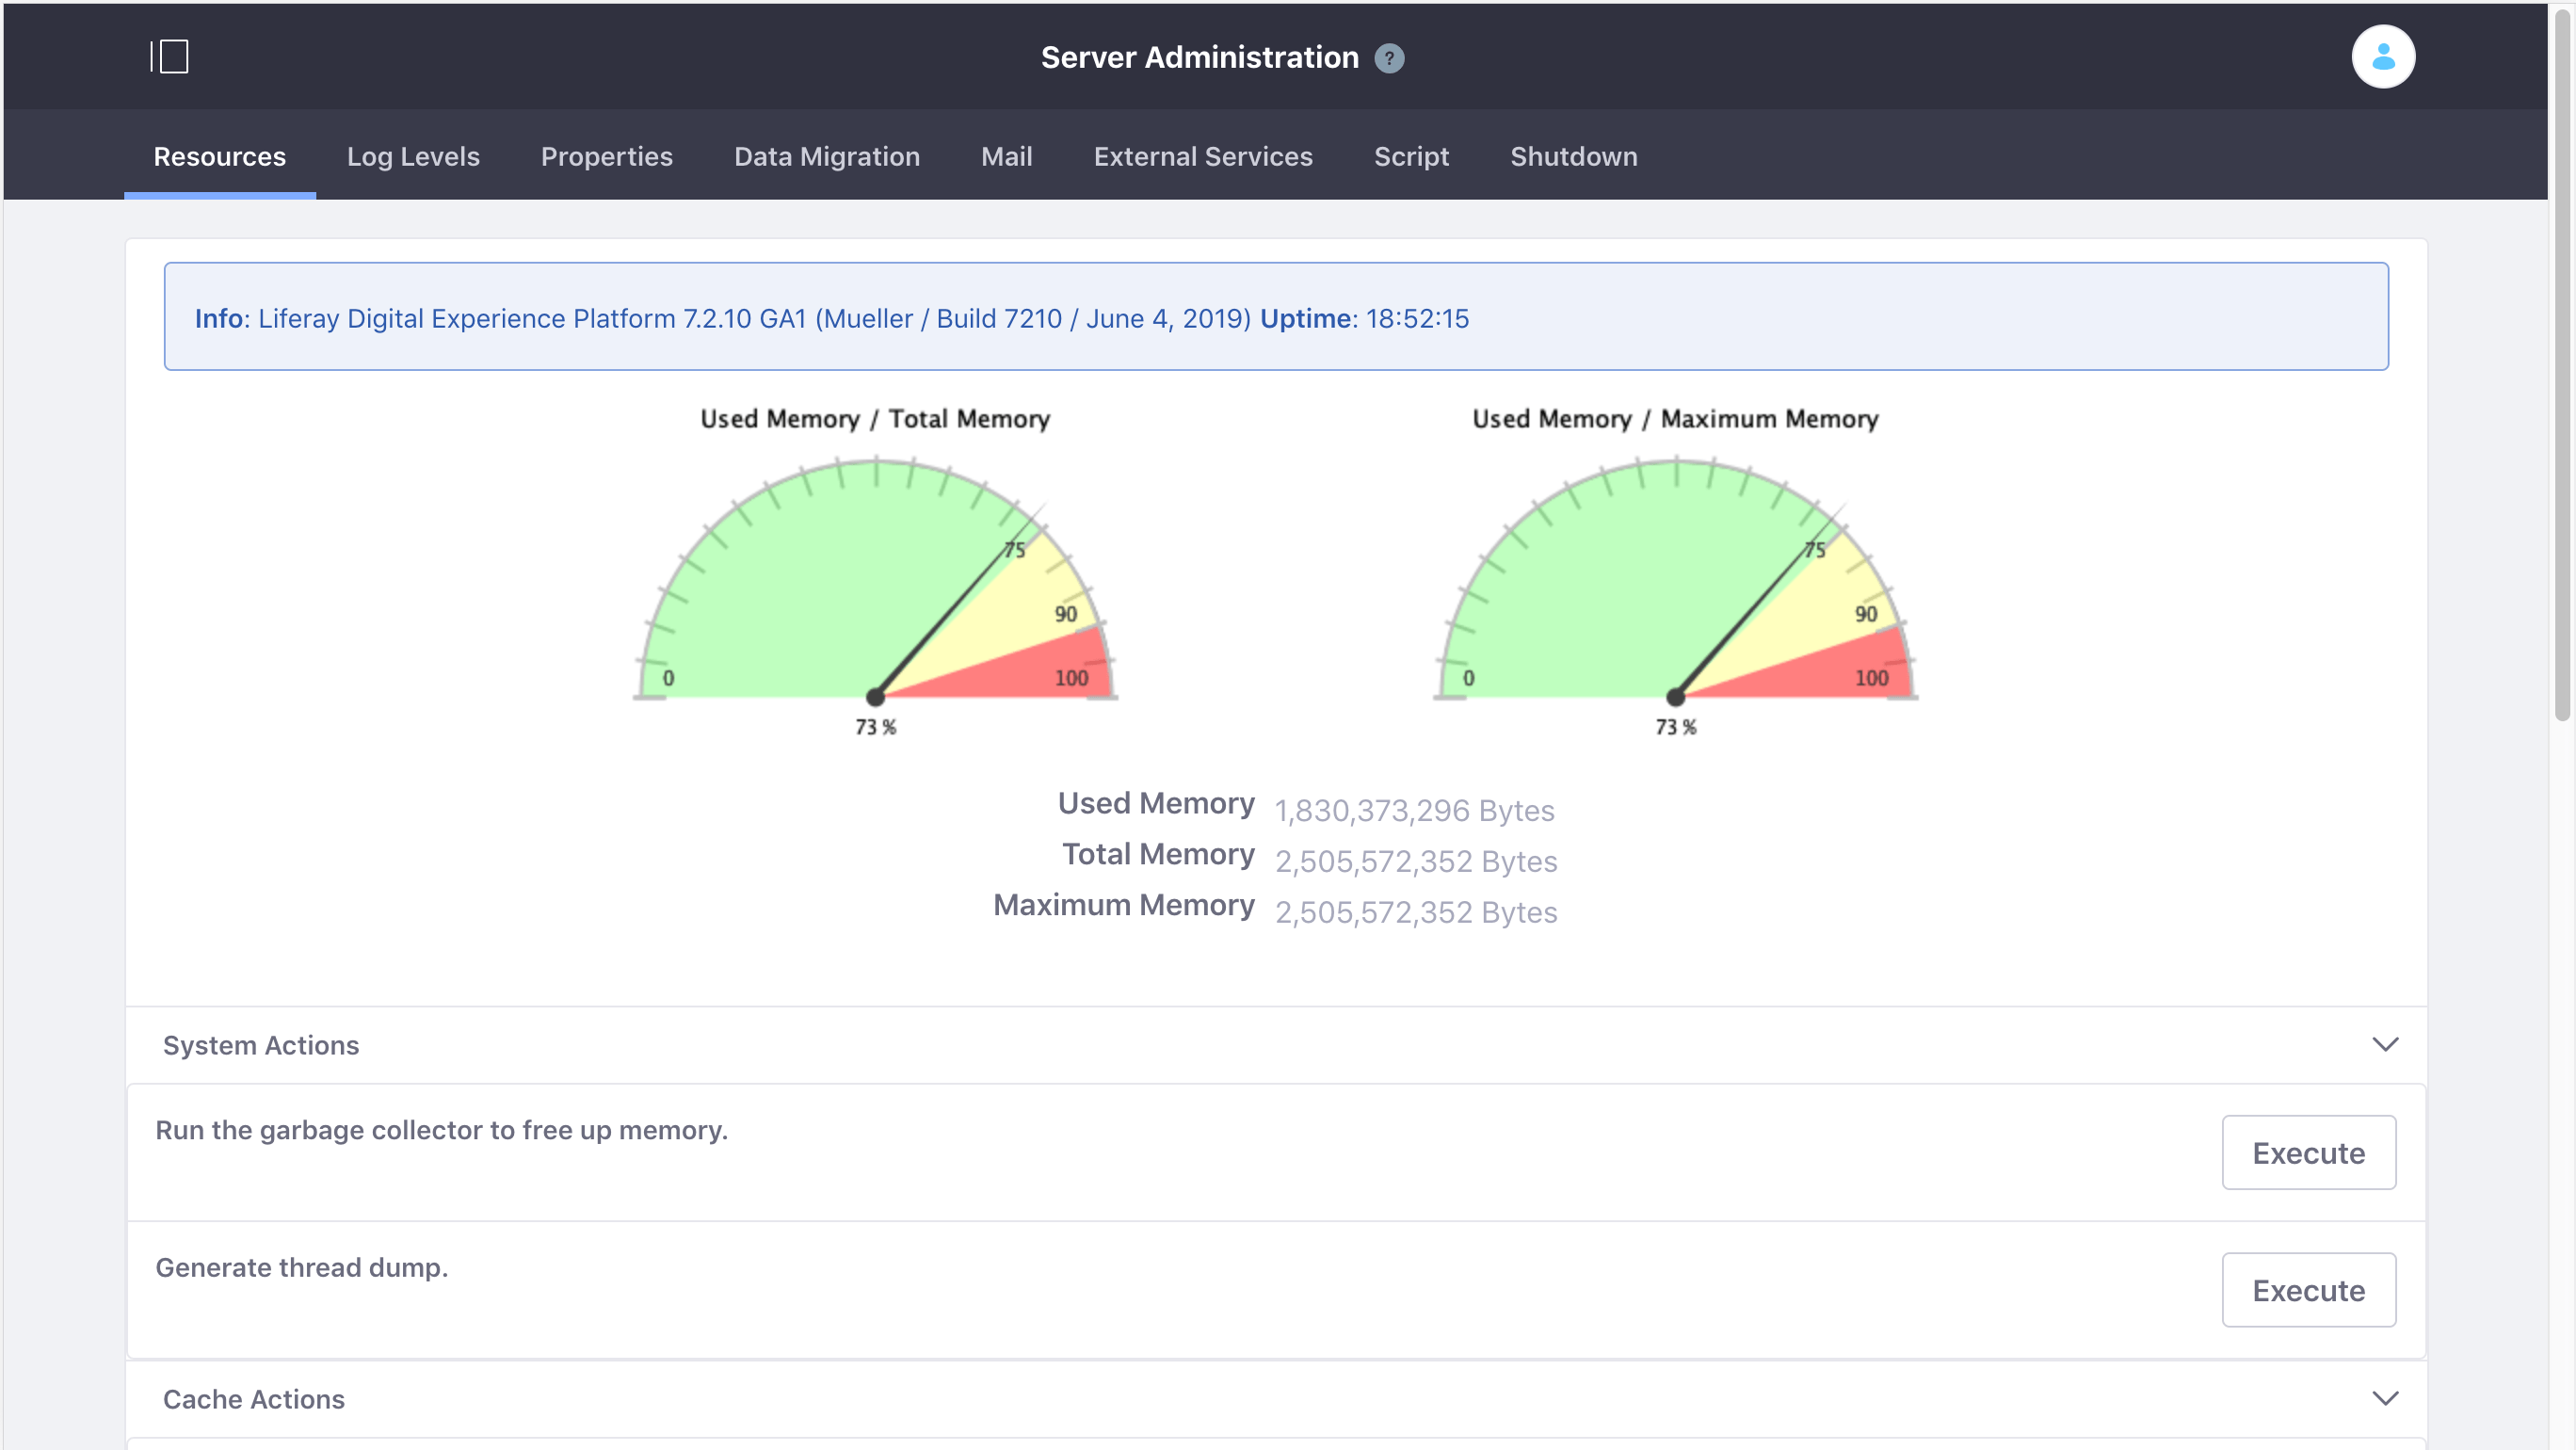 Server Administration ?
Resources Log Levels Properties Data Migration Mail External Services Script Shutdown
Info: Liferay Digital Experience Platform 7.2.10 GA1 (Mueller / Build 7210 / June 4, 2019) Uptime: 18:52:15
Used Memory / Total Memory
0
75
90
100
73 %
Used Memory / Maximum Memory
0
75
90
100
73 %
Used Memory 1,830,373,296 Bytes
Total Memory 2,505,572,352 Bytes
Maximum Memory 2,505,572,352 Bytes
System Actions
Run the garbage collector to free up memory.
Execute
Generate thread dump.
Execute
Cache Actions